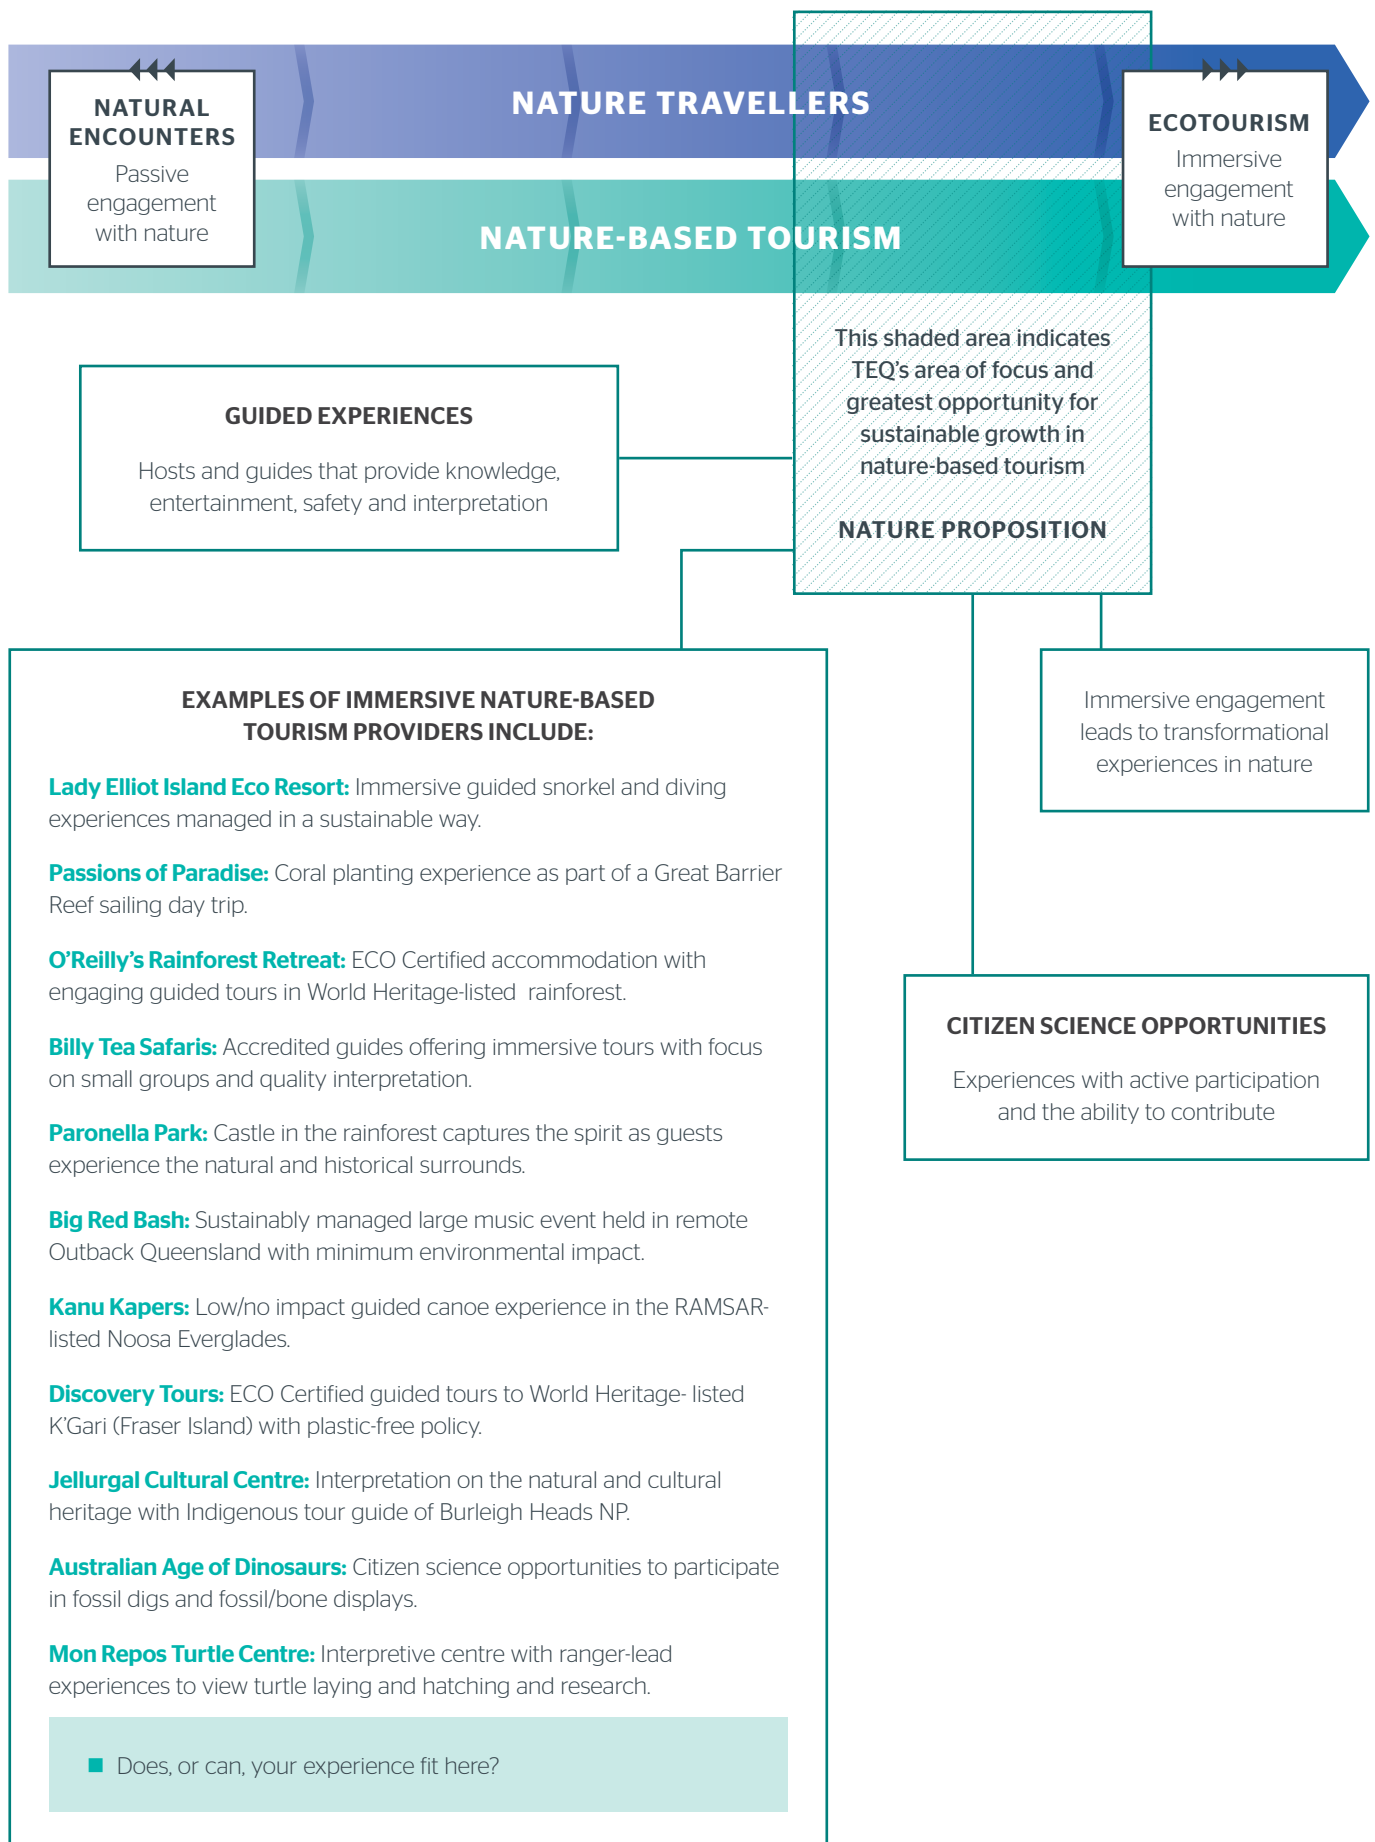 NATURE TRAVELLERS
NATURAL
ENCOUNTERS
Passive
engagement
with nature
ECOTOURISM
Immersive
engagement
with nature
NATURE-BASED TOURISM
This shaded area indicates
TEQ's area of focus and
greatest opportunity for
sustainable growth in
nature-based tourism
NATURE PROPOSITION
GUIDED EXPERIENCES
Hosts and guides that provide knowledge,
entertainment, safety and interpretation
EXAMPLES OF IMMERSIVE NATURE-BASED
TOURISM PROVIDERS INCLUDE:
Lady Elliot Island Eco Resort: Immersive guided snorkel and diving
experiences managed in a sustainable way.
Passions of Paradise: Coral planting experience as part of a Great Barrier
Reef sailing day trip.
O'Reilly's Rainforest Retreat: ECO Certified accommodation with
engaging guided tours in World Heritage-listed rainforest.
Billy Tea Safaris: Accredited guides offering immersive tours with focus
on small groups and quality interpretation.
Paronella Park: Castle in the rainforest captures the spirit as guests
experience the natural and historical surrounds.
Big Red Bash: Sustainably managed large music event held in remote
Outback Queensland with minimum environmental impact.
Kanu Kapers: Low/no impact guided canoe experience in the RAMSAR-
listed Noosa Everglades.
Discovery Tours: ECO Certified guided tours to World Heritage- listed
K'Gari (Fraser Island) with plastic-free policy.
Jellurgal Cultural Centre: Interpretation on the natural and cultural
heritage with Indigenous tour guide of Burleigh Heads NP.
Australian Age of Dinosaurs: Citizen science opportunities to participate
in fossil digs and fossil/bone displays.
Mon Repos Turtle Centre: Interpretive centre with ranger-lead
experiences to view turtle laying and hatching and research.
Does, or can, your experience fit here?
Immersive engagement
leads to transformational
experiences in nature
CITIZEN SCIENCE OPPORTUNITIES
Experiences with active participation
and the ability to contribute